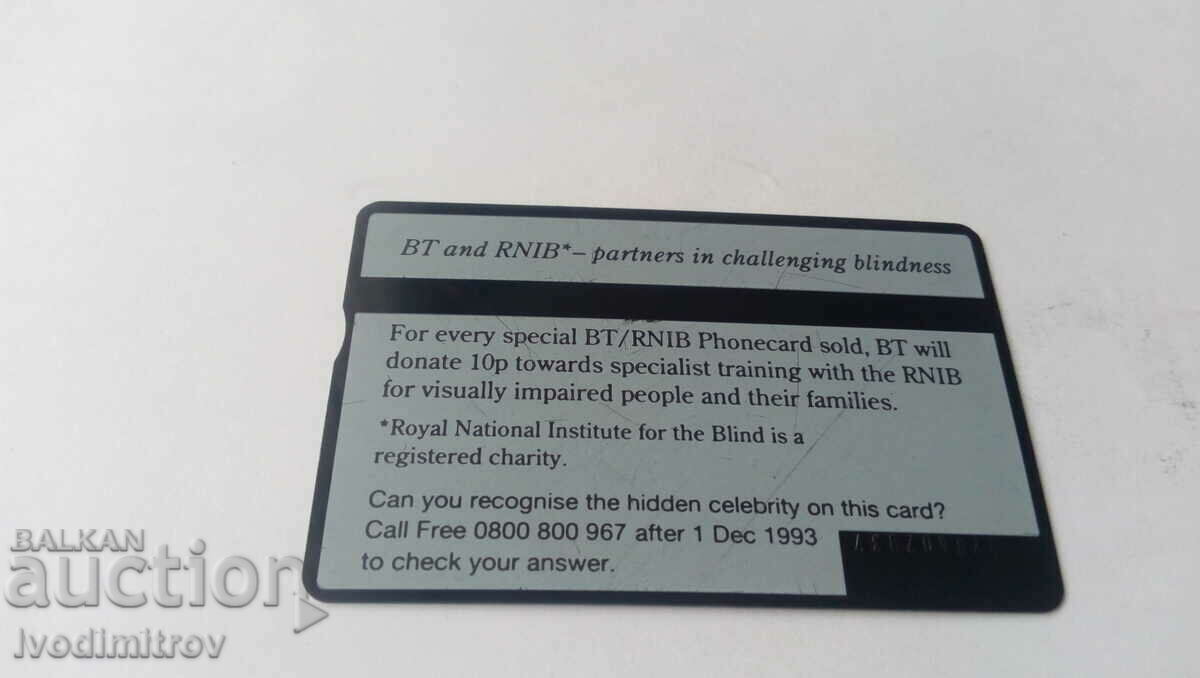 BT and RNIB*– partners in challenging blindness
For every special BT/RNIB Phonecard sold, BT will
donate 10p towards specialist training with the RNIB
for visually impaired people and their families.
*Royal National Institute for the Blind is a
registered charity.
Can you recognise the hidden celebrity on this card?
Call Free 0800 800 967 after 1 Dec 1993
to check your answer.
BALKAN
auction
Ivodimitrov